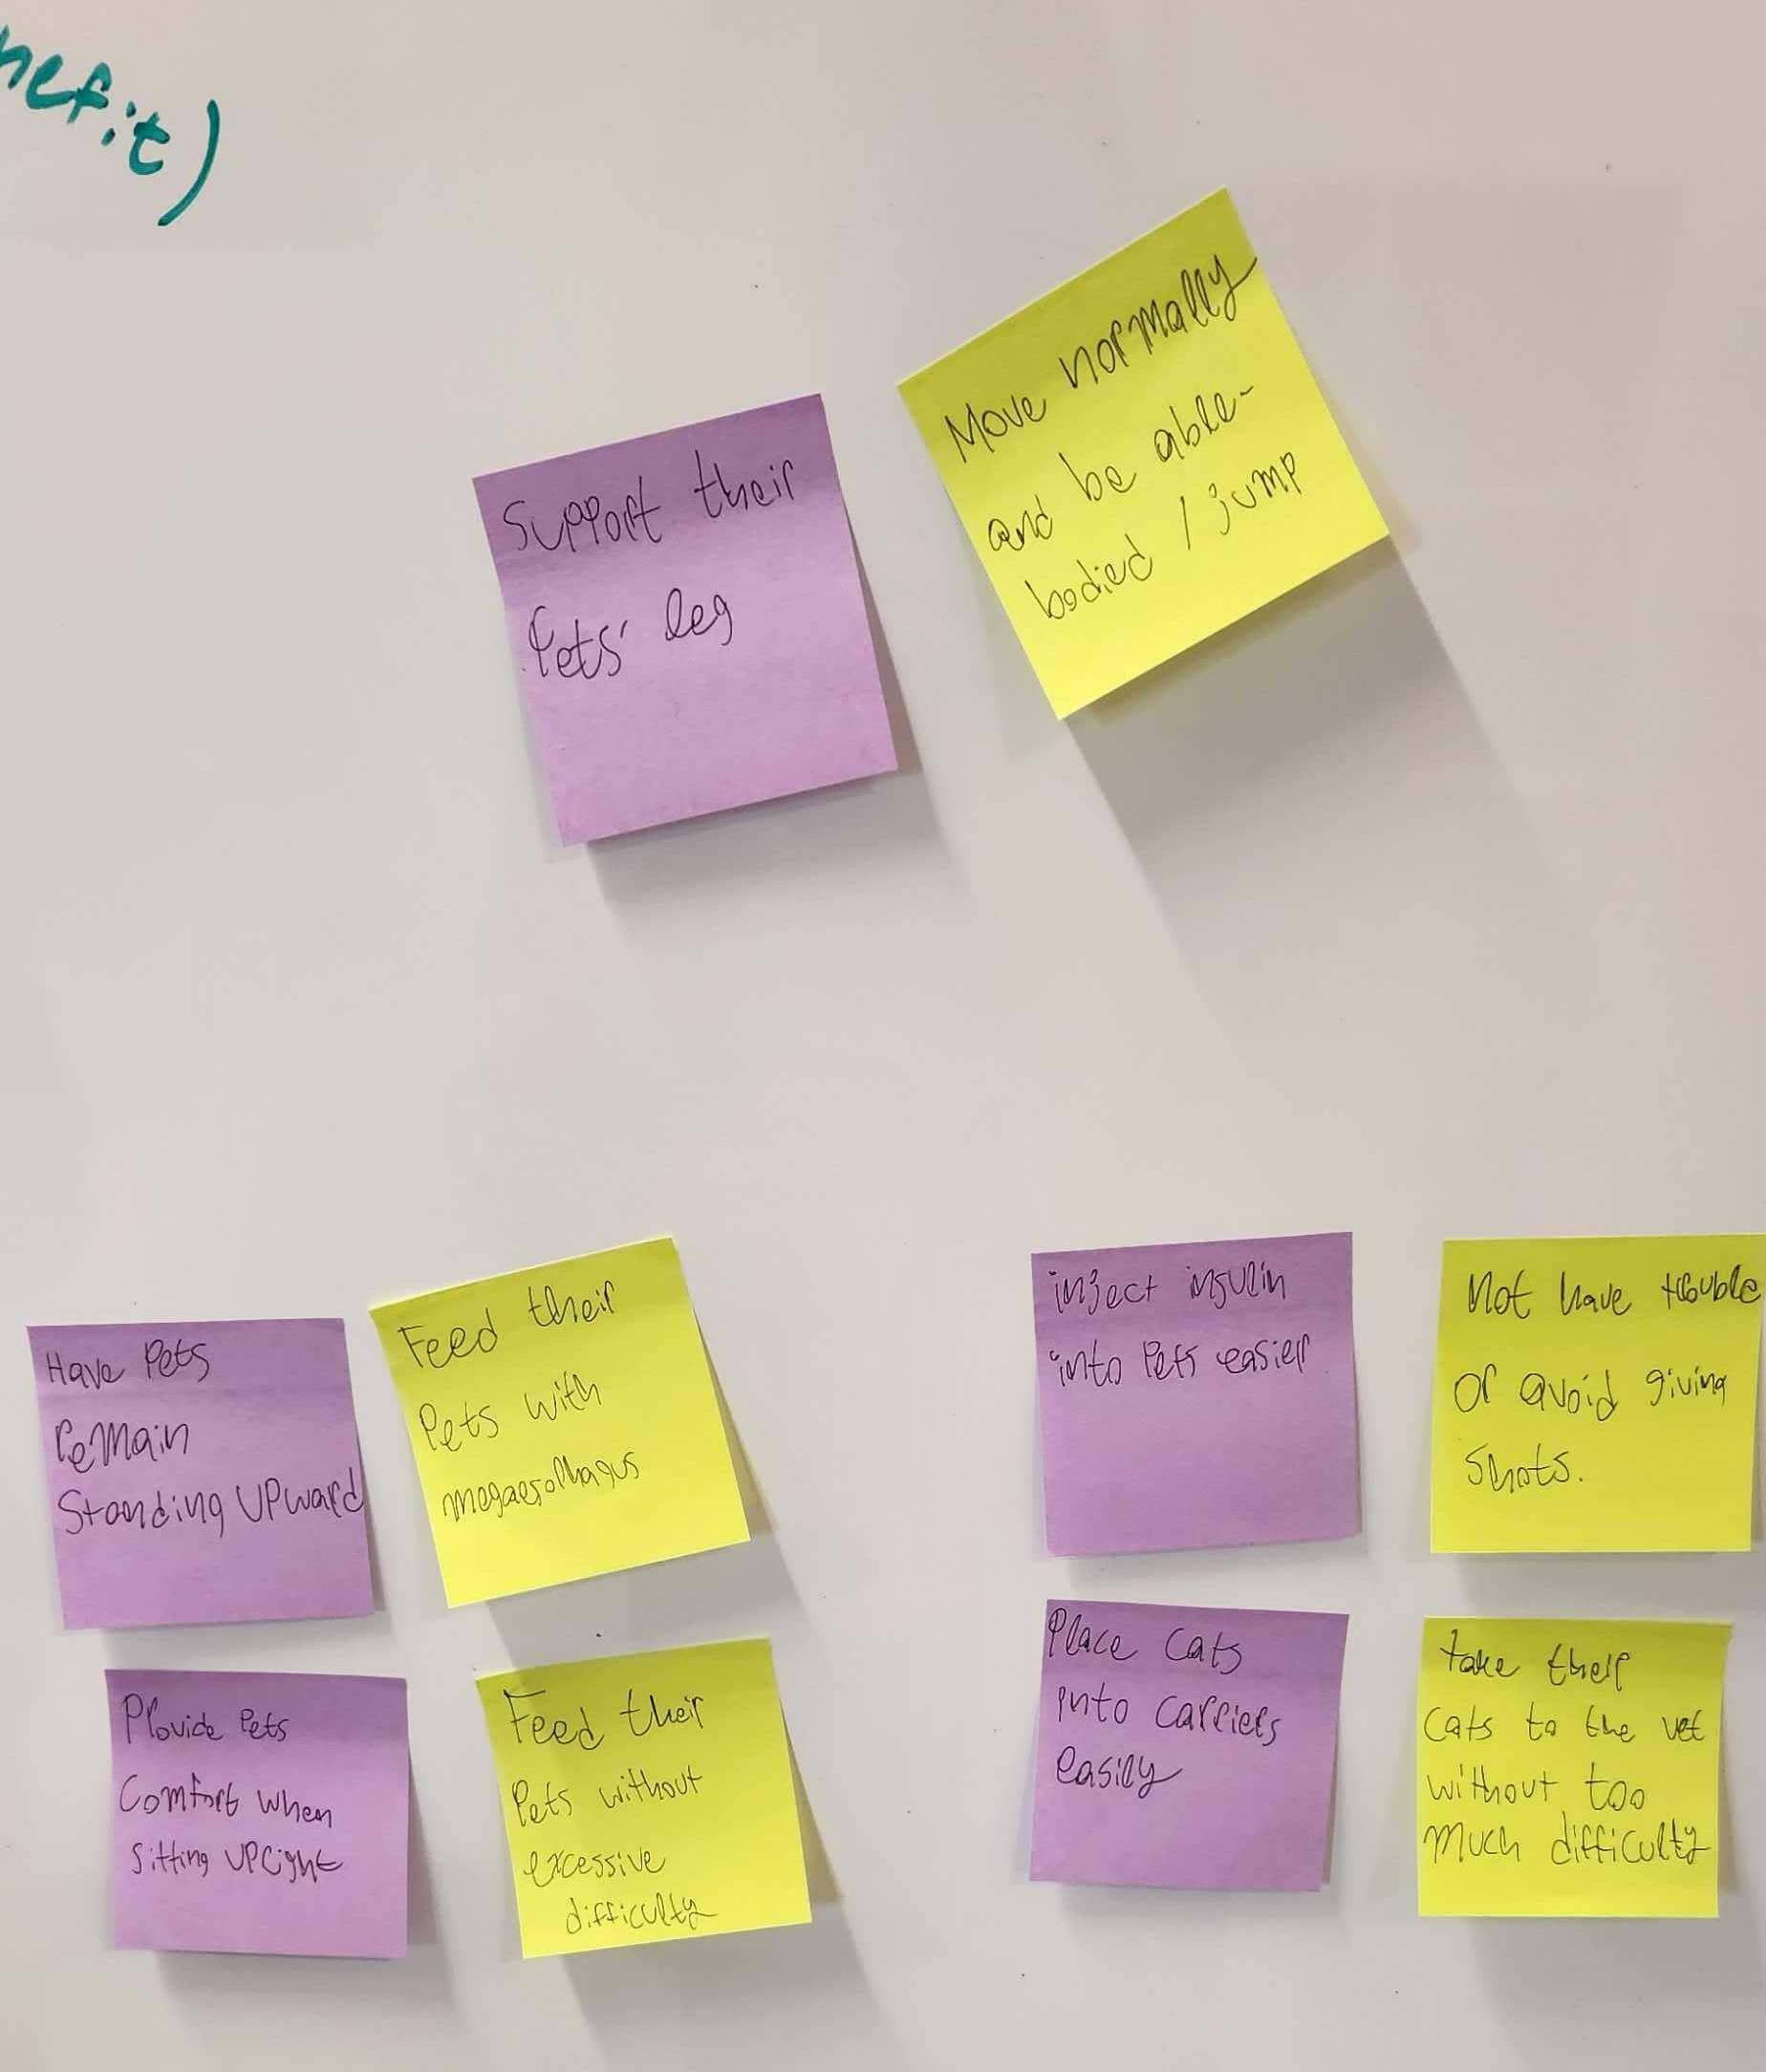 nefit)
Support their
Pets' leg
Move normally
and be able-
bodied / jump
Have Pets
remain
Standing upward
Feed their
Pets with
megaesophagus
Provide Pets
Comfort when
sitting upright
Feed their
Pets without
excessive
difficulty
inject insulin
into Pets easier
Not have trouble
or avoid giving
shots.
Place cats
into carriers
easily
take their
cats to the vet
without too
much difficulty